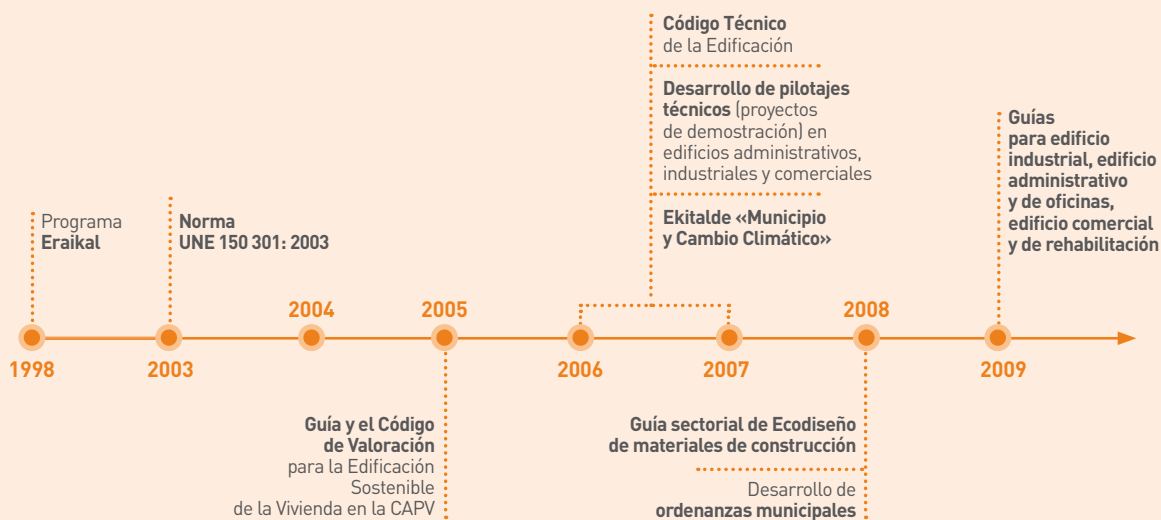 Código Técnico
de la Edificación
Desarrollo de pilotajes
técnicos (proyectos
de demostración) en
edificios administrativos,
industriales y comerciales
Ekitalde «Municipio
y Cambio Climático»
Guías
para edificio
industrial, edificio
administrativo
y de oficinas,
edificio comercial
y de rehabilitación
Programa
Eraikal
Norma
UNE 150 301: 2003
2004
2005
2008
1998
2003
2006
2007
2009
Guía y el Código
de Valoración
para la Edificación
Sostenible
de la Vivienda en la CAPV
Guía sectorial de Ecodiseño
de materiales de construcción
Desarrollo de
ordenanzas municipales